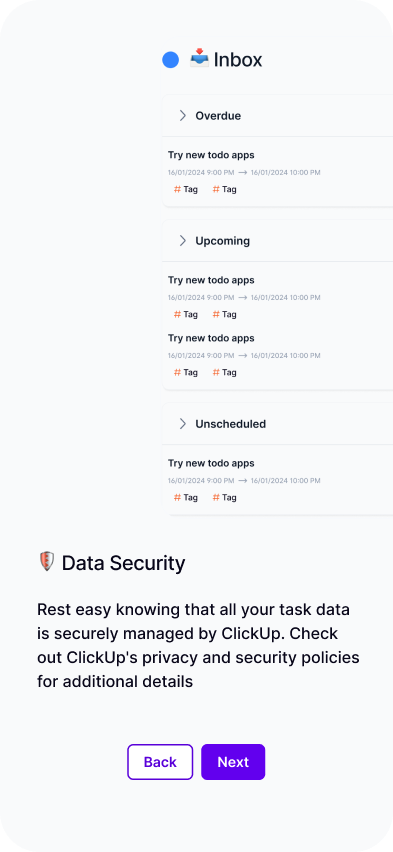 Inbox
Overdue
Try new todo apps
16/01/2024 9:00 PM → 16/01/2024 10:00 PM
# Tag # Tag
Upcoming
Try new todo apps
16/01/2024 9:00 PM → 16/01/2024 10:00 PM
# Tag # Tag
Try new todo apps
16/01/2024 9:00 PM → 16/01/2024 10:00 PM
# Tag # Tag
Unscheduled
Try new todo apps
16/01/2024 9:00 PM → 16/01/2024 10:00 PM
# Tag # Tag
Data Security
Rest easy knowing that all your task data
is securely managed by ClickUp. Check
out ClickUp's privacy and security policies
for additional details
Back Next